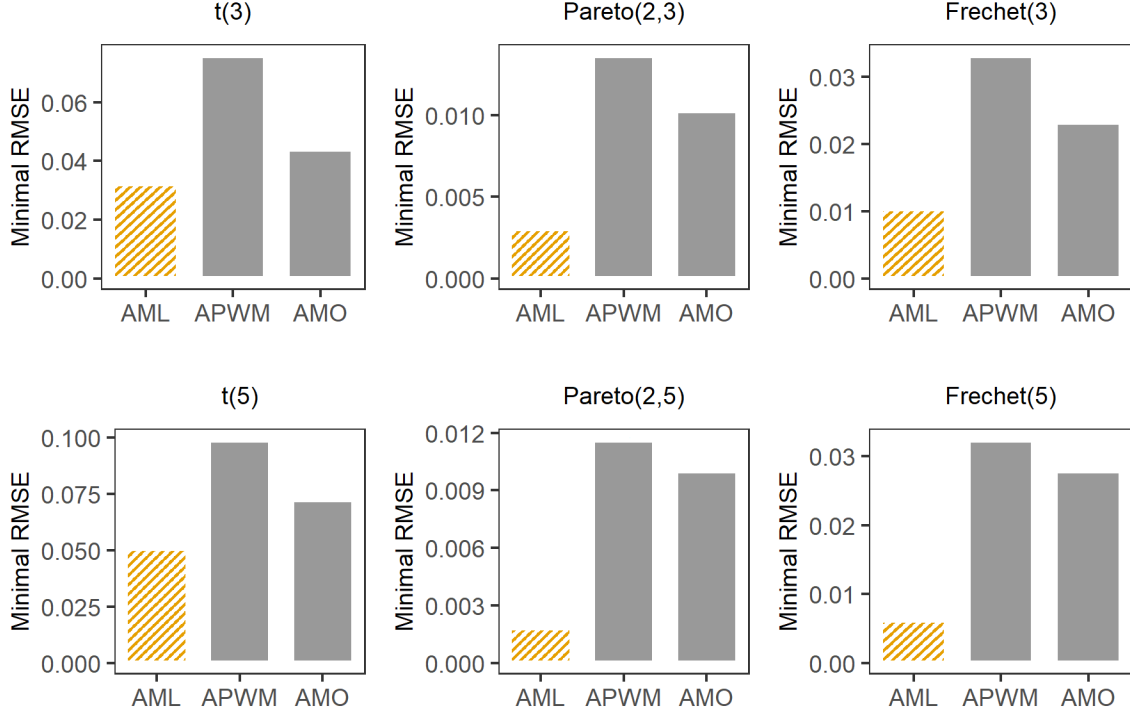 t(3)
Minimal RMSE
0.06
0.04
0.02
0.00
AML APWM AMO
Pareto(2,3)
Minimal RMSE
0.010
0.005
0.000
AML APWM AMO
Frechet(3)
Minimal RMSE
0.03
0.02
0.01
0.00
AML APWM AMO
t(5)
Minimal RMSE
0.100
0.075
0.050
0.025
0.000
AML APWM AMO
Pareto(2,5)
Minimal RMSE
0.012
0.009
0.006
0.003
0.000
AML APWM AMO
Frechet(5)
Minimal RMSE
0.03
0.02
0.01
0.00
AML APWM AMO